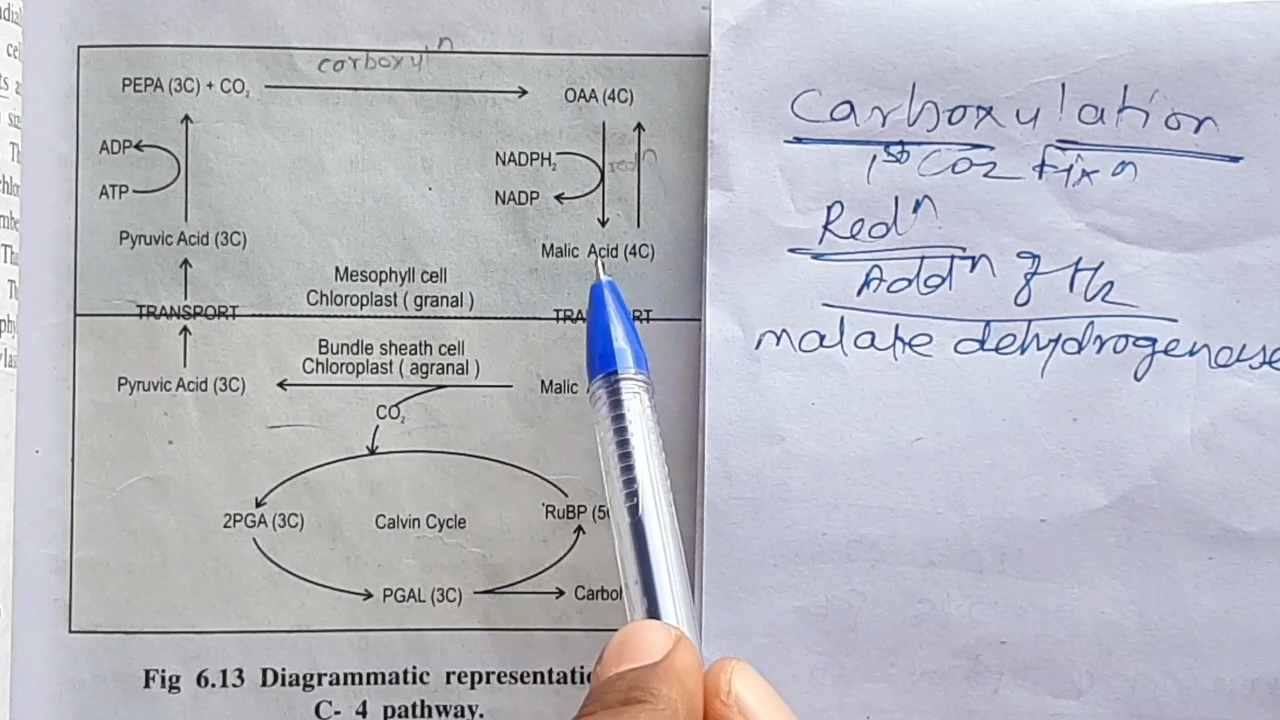 carboxyⁿ
PEPA (3C) + CO₂
OAA (4C)
ADP
ATP
NADPH₂
NADP
redⁿ
Pyruvic Acid (3C)
Malic Acid (4C)
Mesophyll cell
Chloroplast ( granal )
TRANSPORT
Bundle sheath cell
Chloroplast ( agranal )
Pyruvic Acid (3C)
Malic
CO₂
2PGA (3C)
Calvin Cycle
RuBP
PGAL (3C)
Fig 6.13 Diagrammatic
C- 4 pathway.
Carboxylation
1st CO2 Fixn
Redⁿ
Addⁿ of H2
malate dehydrogenase